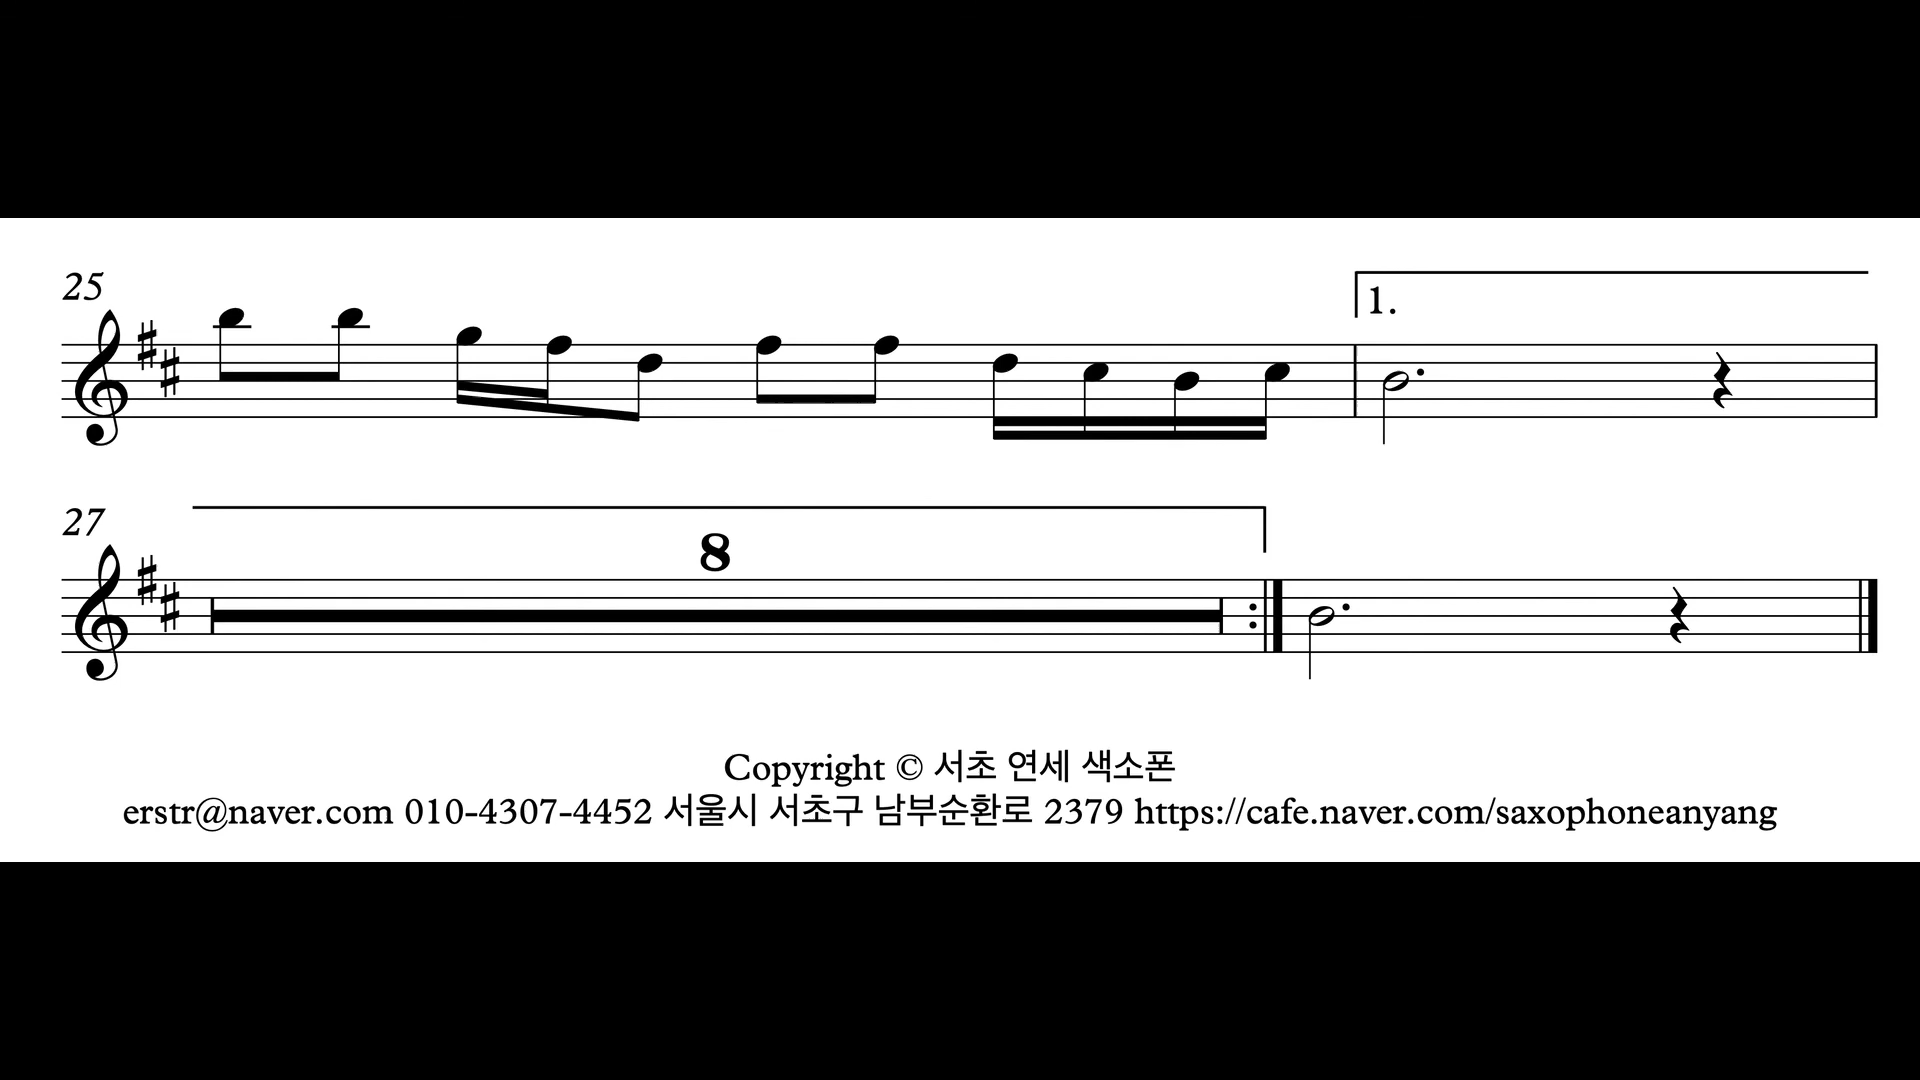 25
1.
27
8
Copyright © 서초 연세 색소폰
erstr@naver.com 010-4307-4452 서울시 서초구 남부순환로 2379 https://cafe.naver.com/saxophoneanyang